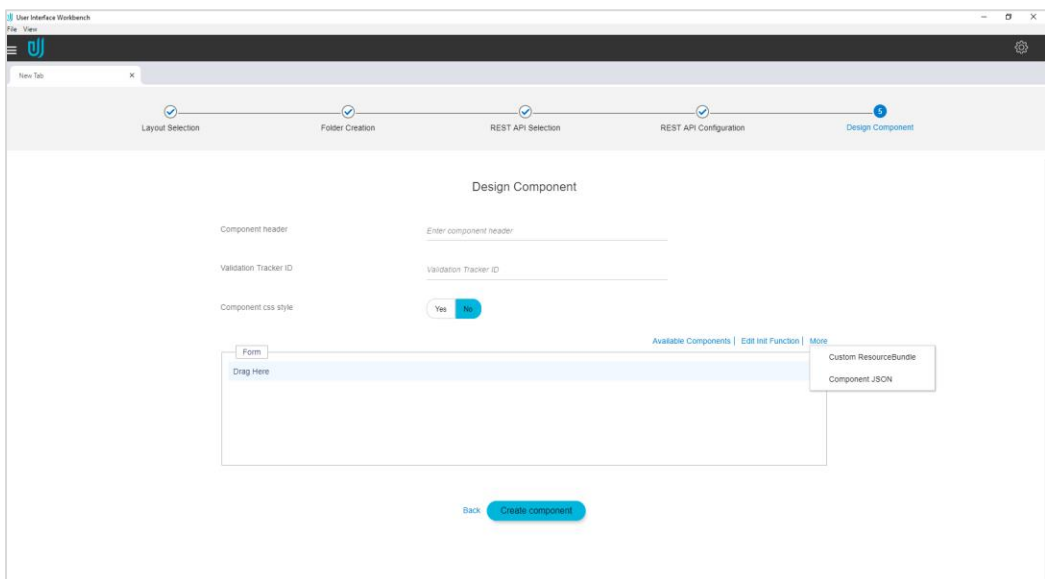 User Interface Workbench
File View
New Tab
Layout Selection
Folder Creation
REST API Selection
REST API Configuration
5
Design Component
Design Component
Component header
Enter component header
Validation Tracker ID
Validation Tracker ID
Component css style
Yes No
Available Components | Edit Init Function | More
Custom ResourceBundle
Component JSON
Form
Drag Here
Back Create component